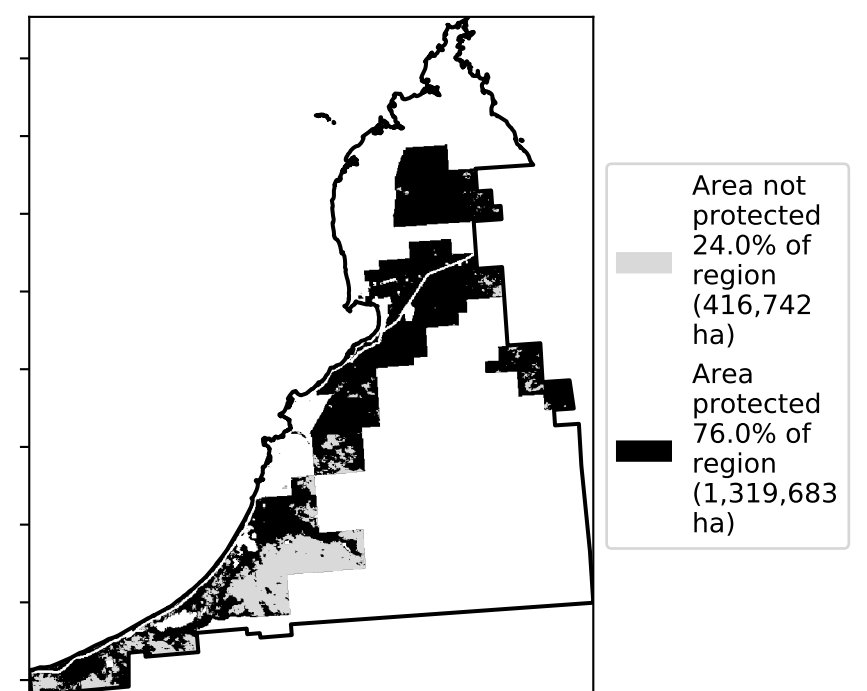 Area not
protected
24.0% of
region
(416,742
ha)
Area
protected
76.0% of
region
(1,319,683
ha)